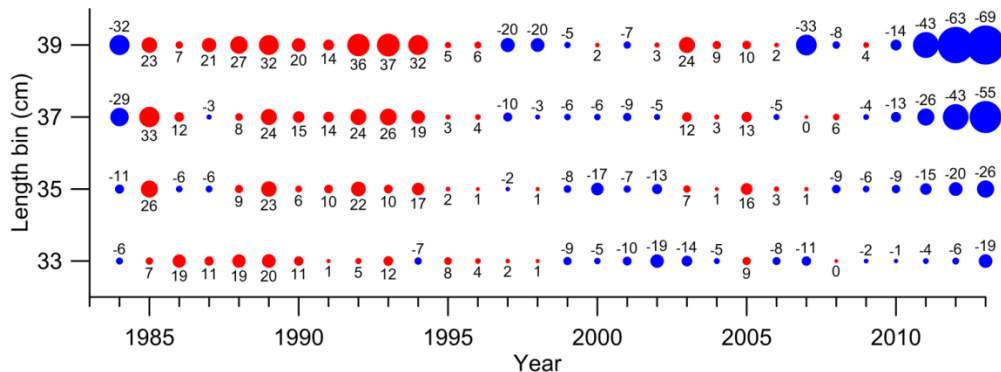 Length bin (cm)
-32 -20 -20 -5 -7 -33 -8 -14 -43 -63 -69
39
23 7 21 27 32 20 14 36 37 32 5 6 2 3 24 9 10 2 4
-29 -3 -10 -3 -6 -6 -9 -5 -5 -4 -13 -26 -43 -55
37
33 12 8 24 15 14 24 26 19 3 4 12 3 13 0 6
-11 -6 -6 -2 -8 -17 -7 -13 -9 -6 -9 -15 -20 -26
35
26 9 23 6 10 22 10 17 2 1 1 7 1 16 3 1
-6 -7 -9 -5 -10 -19 -14 -5 -8 -11 -2 -1 -4 -6 -19
33
7 19 11 19 20 11 1 5 12 8 4 2 1 9 0
1985 1990 1995 2000 2005 2010
Year